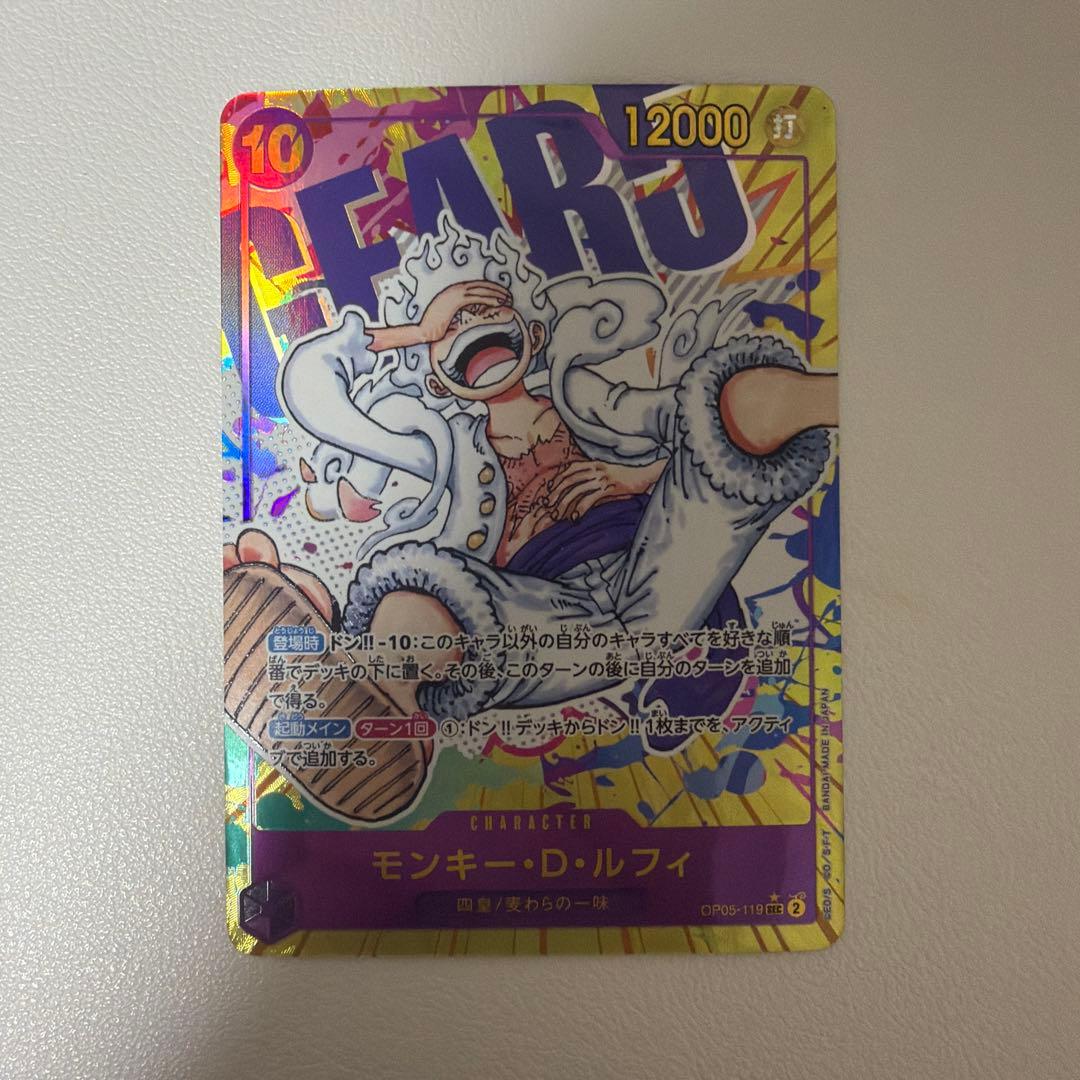 10
12000 打
GEAR5
登場時 ドン!!-10:このキャラ以外の自分のキャラすべてを好きな順
番でデッキの下に置く。その後、このターンの後に自分のターンを追加
で得る。
起動メイン ターン1回 ①:ドン!!デッキからドン!!1枚までを、アクティ
ブで追加する。
CHARACTER
モンキー・D・ルフィ
四皇/麦わらの一味
OP05-119 SEC 2
©EO/S ©O/S・F・T BANDAI MADE IN JAPAN